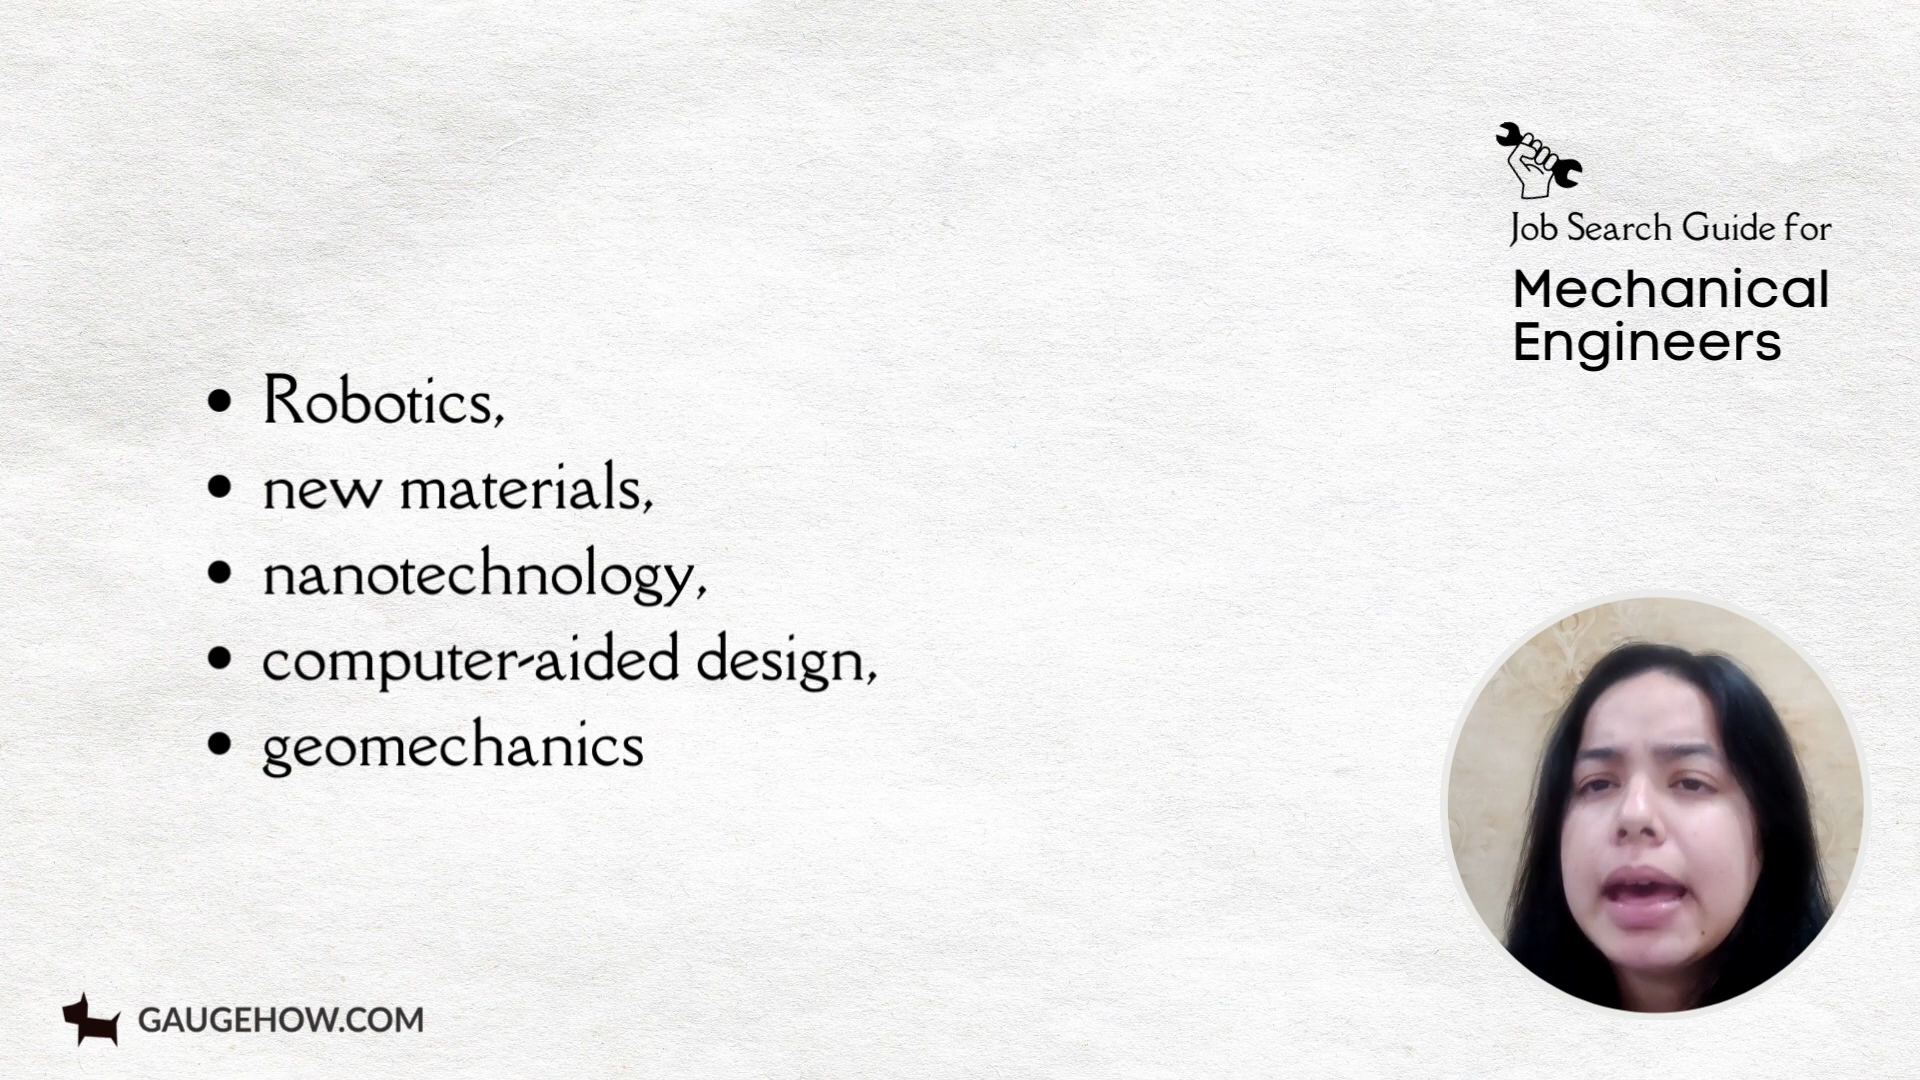 Job Search Guide for
Mechanical
Engineers
• Robotics,
• new materials,
• nanotechnology,
• computer-aided design,
• geomechanics
GAUGEHOW.COM